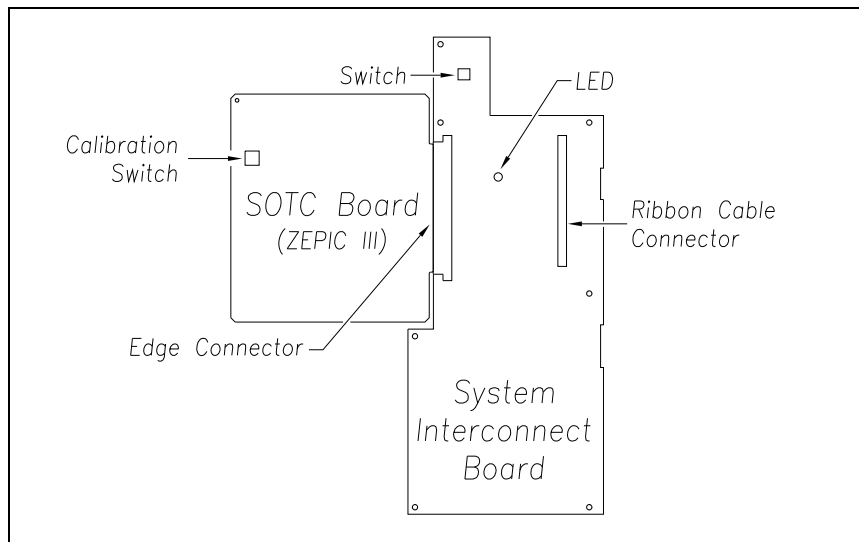 Switch
LED
Calibration
Switch
SOTC Board
(ZEPIC III)
Ribbon Cable
Connector
Edge Connector
System
Interconnect
Board